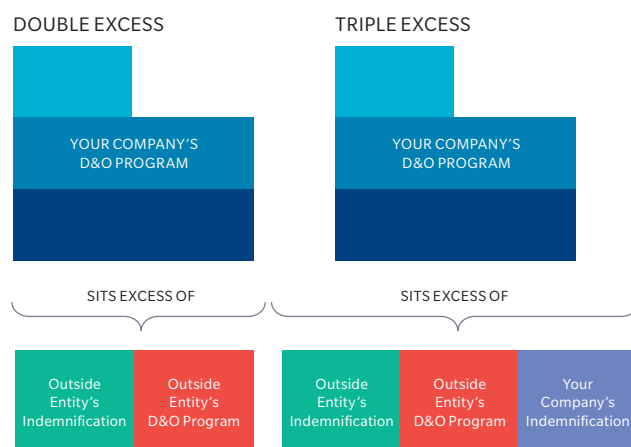 DOUBLE EXCESS
YOUR COMPANY'S
D&O PROGRAM
SITS EXCESS OF
Outside
Entity's
Indemnification
Outside
Entity's
D&O Program
TRIPLE EXCESS
YOUR COMPANY'S
D&O PROGRAM
SITS EXCESS OF
Outside
Entity's
Indemnification
Outside
Entity's
D&O Program
Your
Company's
Indemnification